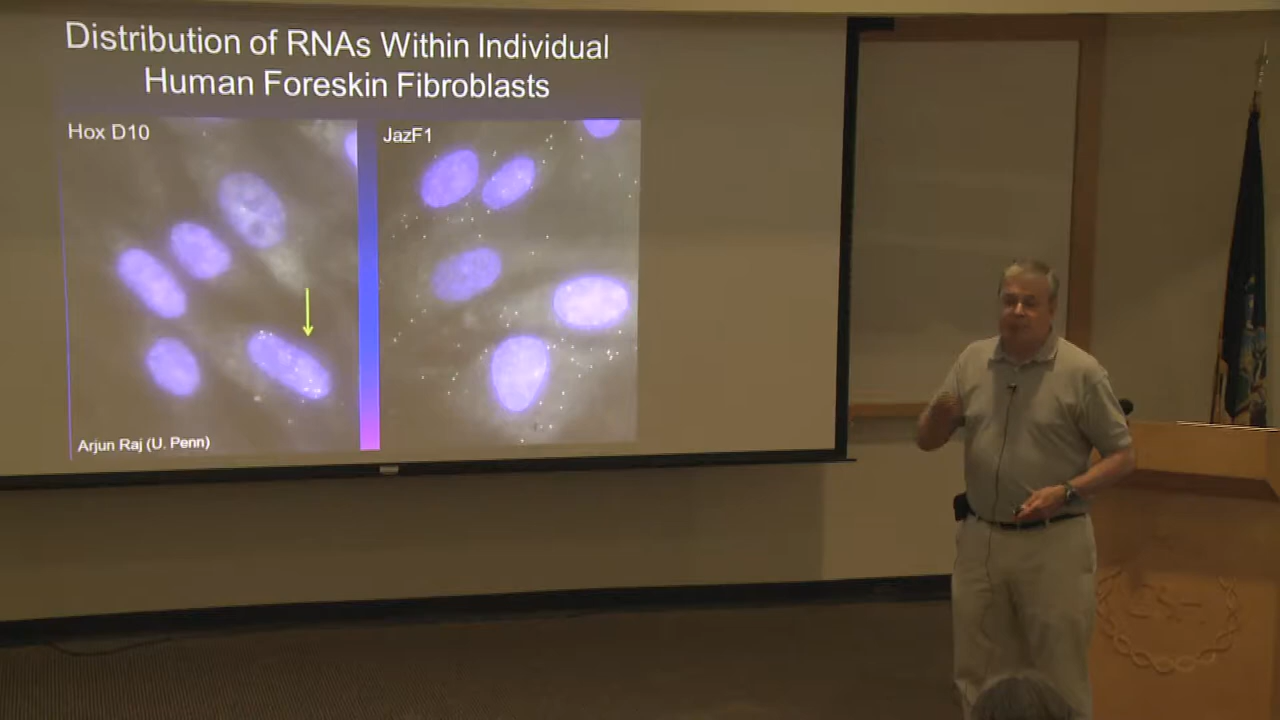 Distribution of RNAs Within Individual
Human Foreskin Fibroblasts
Hox D10
JazF1
Arjun Raj (U. Penn)